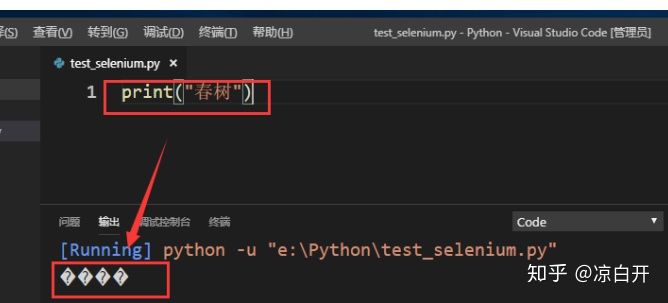 查看(V) 转到(G) 调试(D) 终端(T) 帮助(H) test_selenium.py - Python - Visual Studio Code [管理员]
test_selenium.py ×
1 print("春树")
问题 输出 调试控制台 终端 Code
[Running] python -u "e:\Python\test_selenium.py"
����
知乎 @凉白开